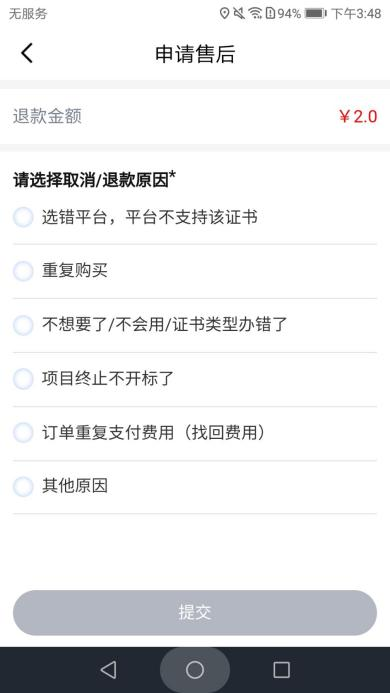 无服务 94% 下午3:48
申请售后
退款金额 ￥2.0
请选择取消/退款原因*
选错平台，平台不支持该证书
重复购买
不想要了/不会用/证书类型办错了
项目终止不开标了
订单重复支付费用（找回费用）
其他原因
提交